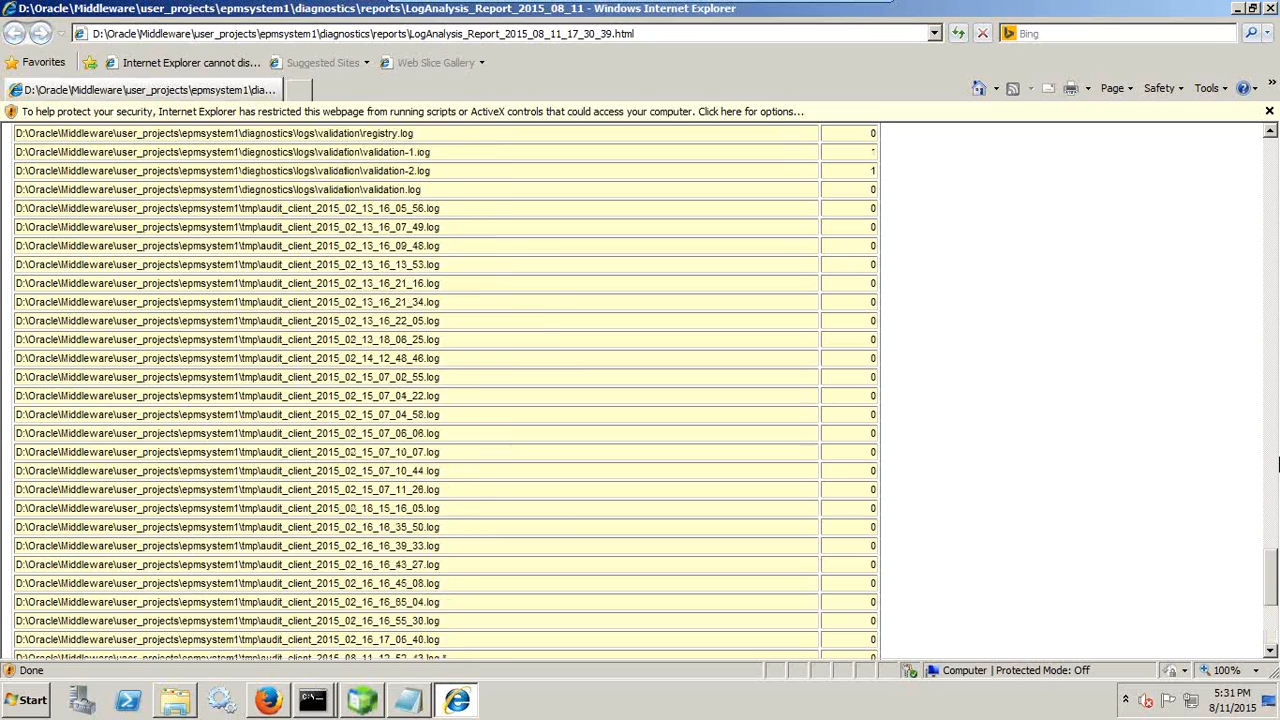 D:\Oracle\Middleware\user_projects\epmsystem1\diagnostics\reports\LogAnalysis_Report_2015_08_11 - Windows Internet Explorer
D:\Oracle\Middleware\user_projects\epmsystem1\diagnostics\reports\LogAnalysis_Report_2015_08_11_17_30_39.html
Bing
Favorites
Internet Explorer cannot dis...
Suggested Sites
Web Slice Gallery
D:\Oracle\Middleware\user_projects\epmsystem1\dia...
Page
Safety
Tools
»
To help protect your security, Internet Explorer has restricted this webpage from running scripts or ActiveX controls that could access your computer. Click here for options...
D:\Oracle\Middleware\user_projects\epmsystem1\diagnostics\logs\validation\registry.log 0
D:\Oracle\Middleware\user_projects\epmsystem1\diagnostics\logs\validation\validation-1.log 1
D:\Oracle\Middleware\user_projects\epmsystem1\diagnostics\logs\validation\validation-2.log 1
D:\Oracle\Middleware\user_projects\epmsystem1\diagnostics\logs\validation\validation.log 0
D:\Oracle\Middleware\user_projects\epmsystem1\tmp\audit_client_2015_02_13_16_05_56.log 0
D:\Oracle\Middleware\user_projects\epmsystem1\tmp\audit_client_2015_02_13_16_07_49.log 0
D:\Oracle\Middleware\user_projects\epmsystem1\tmp\audit_client_2015_02_13_16_09_48.log 0
D:\Oracle\Middleware\user_projects\epmsystem1\tmp\audit_client_2015_02_13_16_13_53.log 0
D:\Oracle\Middleware\user_projects\epmsystem1\tmp\audit_client_2015_02_13_16_21_16.log 0
D:\Oracle\Middleware\user_projects\epmsystem1\tmp\audit_client_2015_02_13_16_21_34.log 0
D:\Oracle\Middleware\user_projects\epmsystem1\tmp\audit_client_2015_02_13_16_22_05.log 0
D:\Oracle\Middleware\user_projects\epmsystem1\tmp\audit_client_2015_02_13_18_06_25.log 0
D:\Oracle\Middleware\user_projects\epmsystem1\tmp\audit_client_2015_02_14_12_48_46.log 0
D:\Oracle\Middleware\user_projects\epmsystem1\tmp\audit_client_2015_02_15_07_02_55.log 0
D:\Oracle\Middleware\user_projects\epmsystem1\tmp\audit_client_2015_02_15_07_04_22.log 0
D:\Oracle\Middleware\user_projects\epmsystem1\tmp\audit_client_2015_02_15_07_04_58.log 0
D:\Oracle\Middleware\user_projects\epmsystem1\tmp\audit_client_2015_02_15_07_06_06.log 0
D:\Oracle\Middleware\user_projects\epmsystem1\tmp\audit_client_2015_02_15_07_10_07.log 0
D:\Oracle\Middleware\user_projects\epmsystem1\tmp\audit_client_2015_02_15_07_10_44.log 0
D:\Oracle\Middleware\user_projects\epmsystem1\tmp\audit_client_2015_02_15_07_11_26.log 0
D:\Oracle\Middleware\user_projects\epmsystem1\tmp\audit_client_2015_02_16_15_16_05.log 0
D:\Oracle\Middleware\user_projects\epmsystem1\tmp\audit_client_2015_02_16_16_35_50.log 0
D:\Oracle\Middleware\user_projects\epmsystem1\tmp\audit_client_2015_02_16_16_39_33.log 0
D:\Oracle\Middleware\user_projects\epmsystem1\tmp\audit_client_2015_02_16_16_43_27.log 0
D:\Oracle\Middleware\user_projects\epmsystem1\tmp\audit_client_2015_02_16_16_45_08.log 0
D:\Oracle\Middleware\user_projects\epmsystem1\tmp\audit_client_2015_02_16_16_55_04.log 0
D:\Oracle\Middleware\user_projects\epmsystem1\tmp\audit_client_2015_02_16_16_55_30.log 0
D:\Oracle\Middleware\user_projects\epmsystem1\tmp\audit_client_2015_02_16_17_06_40.log 0
Done
Computer | Protected Mode: Off
100%
Start
5:31 PM
8/11/2015